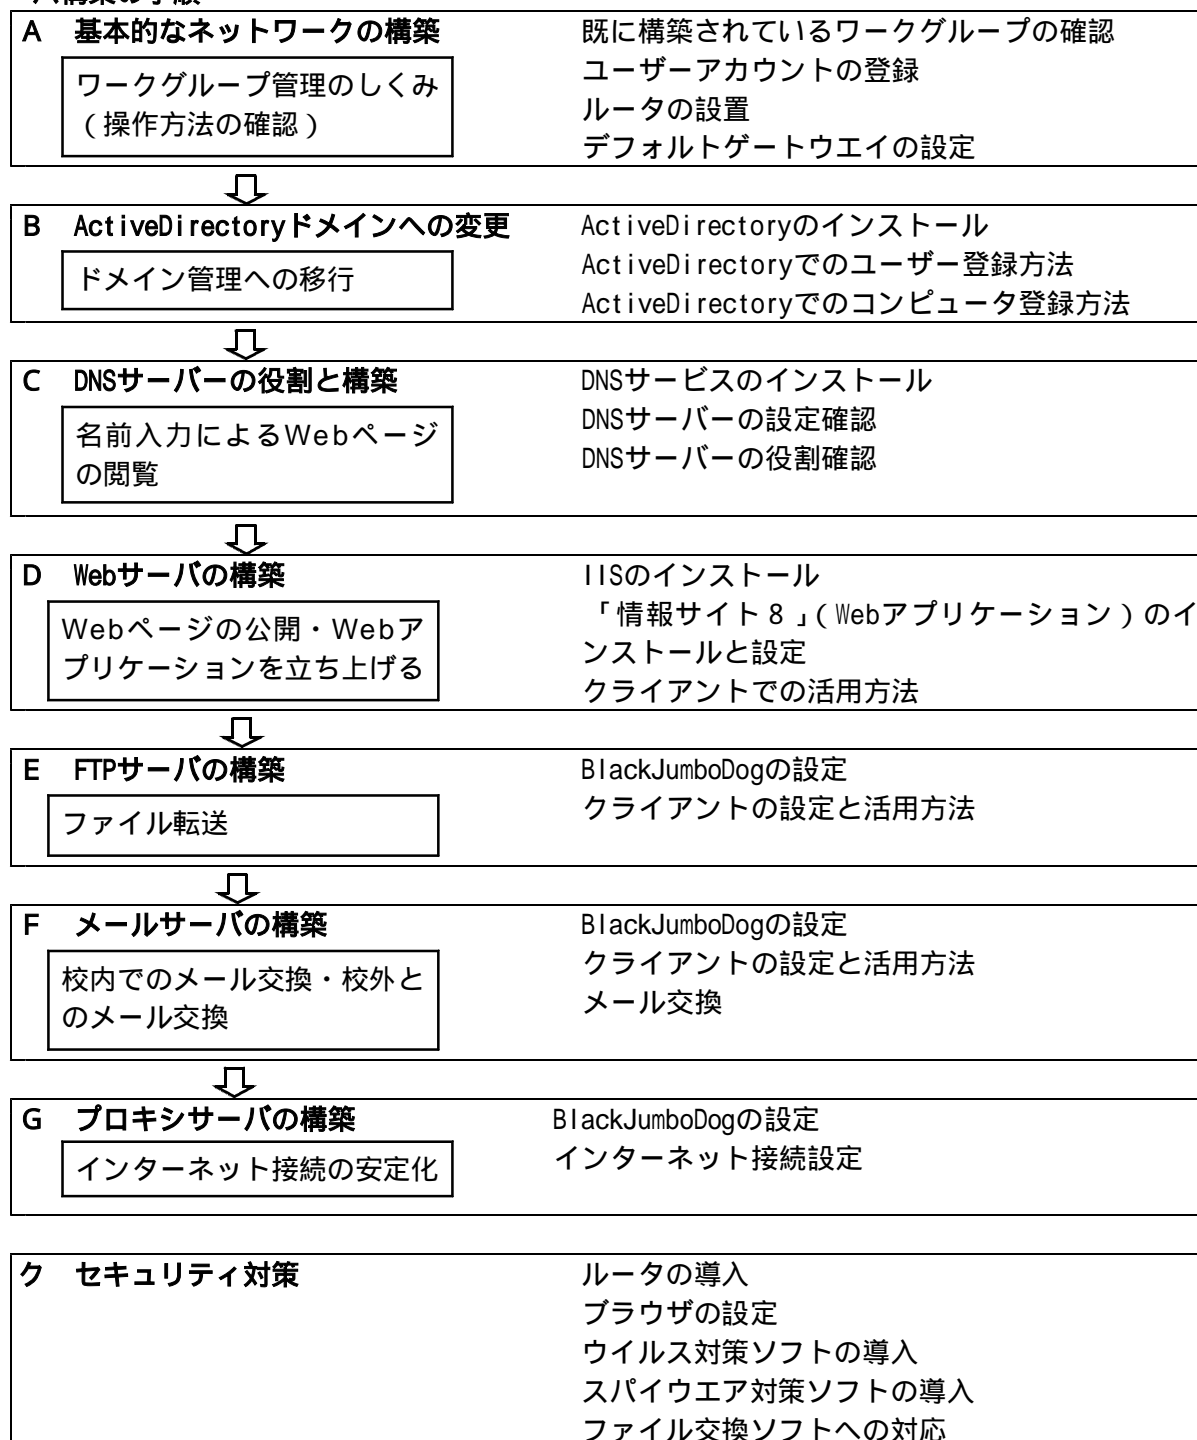 A 基本的なネットワークの構築
既に構築されているワークグループの確認
ユーザーアカウントの登録
ルータの設置
デフォルトゲートウエイの設定
ワークグループ管理のしくみ
(操作方法の確認)
B ActiveDirectoryドメインへの変更
ActiveDirectoryのインストール
ActiveDirectoryでのユーザー登録方法
ActiveDirectoryでのコンピュータ登録方法
ドメイン管理への移行
C DNSサーバーの役割と構築
DNSサービスのインストール
DNSサーバーの設定確認
DNSサーバーの役割確認
名前入力によるWebページ
の閲覧
D Webサーバの構築
IISのインストール
「情報サイト8」(Webアプリケーション)のイ
ンストールと設定
クライアントでの活用方法
Webページの公開・Webア
プリケーションを立ち上げる
E FTPサーバの構築
BlackJumboDogの設定
クライアントの設定と活用方法
ファイル転送
F メールサーバの構築
BlackJumboDogの設定
クライアントの設定と活用方法
メール交換
校内でのメール交換・校外と
のメール交換
G プロキシサーバの構築
BlackJumboDogの設定
インターネット接続設定
インターネット接続の安定化
ク セキュリティ対策
ルータの導入
ブラウザの設定
ウイルス対策ソフトの導入
スパイウエア対策ソフトの導入
ファイル交換ソフトへの対応